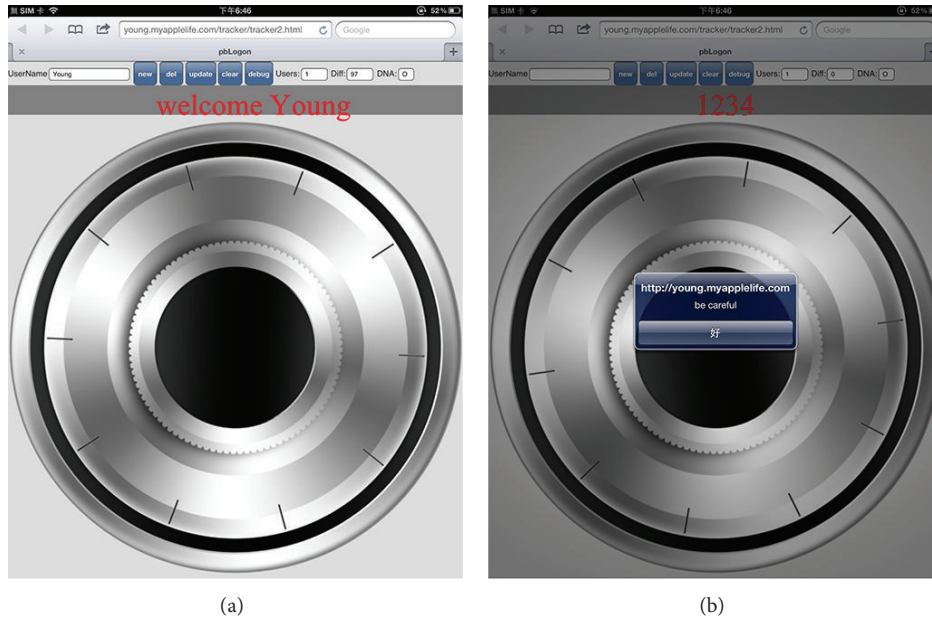 無 SIM 卡 下午6:46 52%
young.myapplelife.com/tracker/tracker2.html Google
pbLogon
UserName Young new del update clear debug Users: 1 Diff: 97 DNA: O
welcome Young
(a)
無 SIM 卡 下午6:46 52%
young.myapplelife.com/tracker/tracker2.html Google
pbLogon
UserName new del update clear debug Users: 1 Diff: 0 DNA: O
1234
http://young.myapplelife.com
be careful
好
(b)